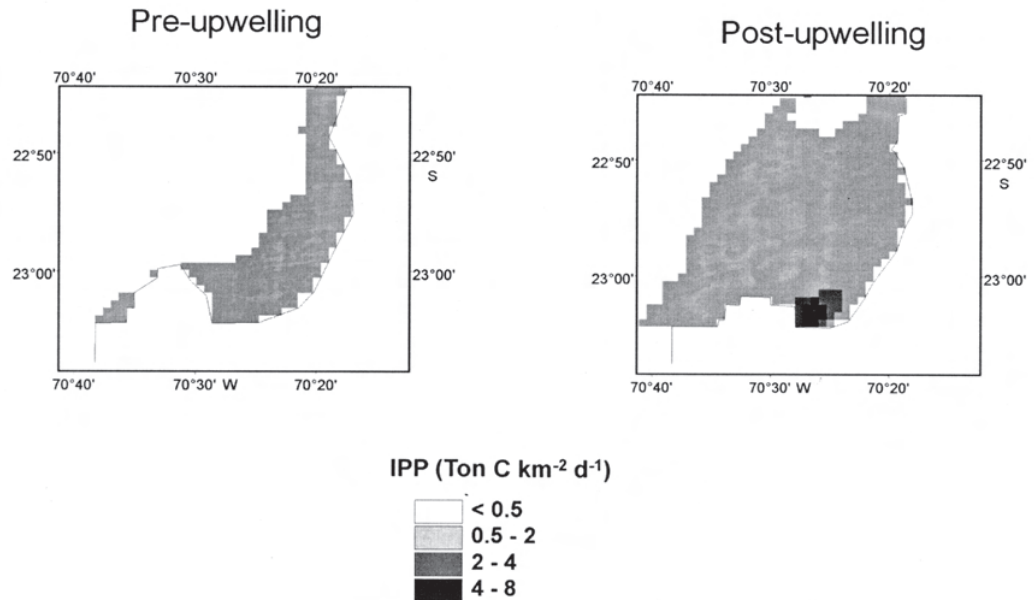 Pre-upwelling
70°40' 70°30' 70°20'
22°50' 22°50'
S
23°00' 23°00'
70°40' 70°30' W 70°20'
Post-upwelling
70°40' 70°30' 70°20'
22°50' 22°50'
S
23°00' 23°00'
70°40' 70°30' W 70°20'
IPP (Ton C km-2 d-1)
< 0.5
0.5 - 2
2 - 4
4 - 8